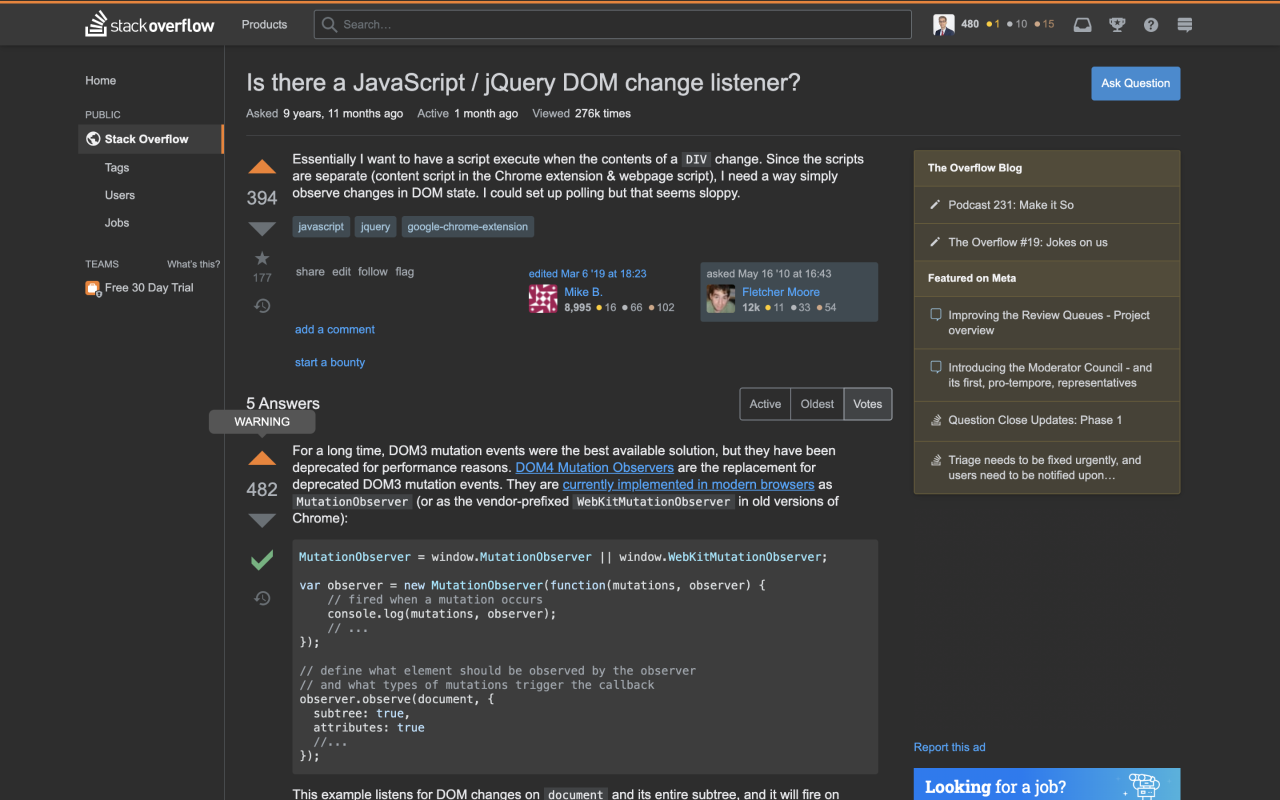 stackoverflow
Products
Search...
480 1 10 15
Home
PUBLIC
Stack Overflow
Tags
Users
Jobs
TEAMS What's this?
Free 30 Day Trial
Is there a JavaScript / jQuery DOM change listener?
Ask Question
Asked 9 years, 11 months ago Active 1 month ago Viewed 276k times
394
177
Essentially I want to have a script execute when the contents of a DIV change. Since the scripts
are separate (content script in the Chrome extension & webpage script), I need a way simply
observe changes in DOM state. I could set up polling but that seems sloppy.
javascript jquery google-chrome-extension
share edit follow flag
edited Mar 6 '19 at 18:23
Mike B.
8,995 16 66 102
asked May 16 '10 at 16:43
Fletcher Moore
12k 11 33 54
add a comment
start a bounty
5 Answers
Active Oldest Votes
WARNING
482
For a long time, DOM3 mutation events were the best available solution, but they have been
deprecated for performance reasons. DOM4 Mutation Observers are the replacement for
deprecated DOM3 mutation events. They are currently implemented in modern browsers as
MutationObserver (or as the vendor-prefixed WebKitMutationObserver in old versions of
Chrome):
MutationObserver = window.MutationObserver || window.WebKitMutationObserver;
var observer = new MutationObserver(function(mutations, observer) {
// fired when a mutation occurs
console.log(mutations, observer);
// ...
});
// define what element should be observed by the observer
// and what types of mutations trigger the callback
observer.observe(document, {
subtree: true,
attributes: true
//...
});
This example listens for DOM changes on document and its entire subtree, and it will fire on
The Overflow Blog
Podcast 231: Make it So
The Overflow #19: Jokes on us
Featured on Meta
Improving the Review Queues - Project
overview
Introducing the Moderator Council - and
its first, pro-tempore, representatives
Question Close Updates: Phase 1
Triage needs to be fixed urgently, and
users need to be notified upon…
Report this ad
Looking for a job?